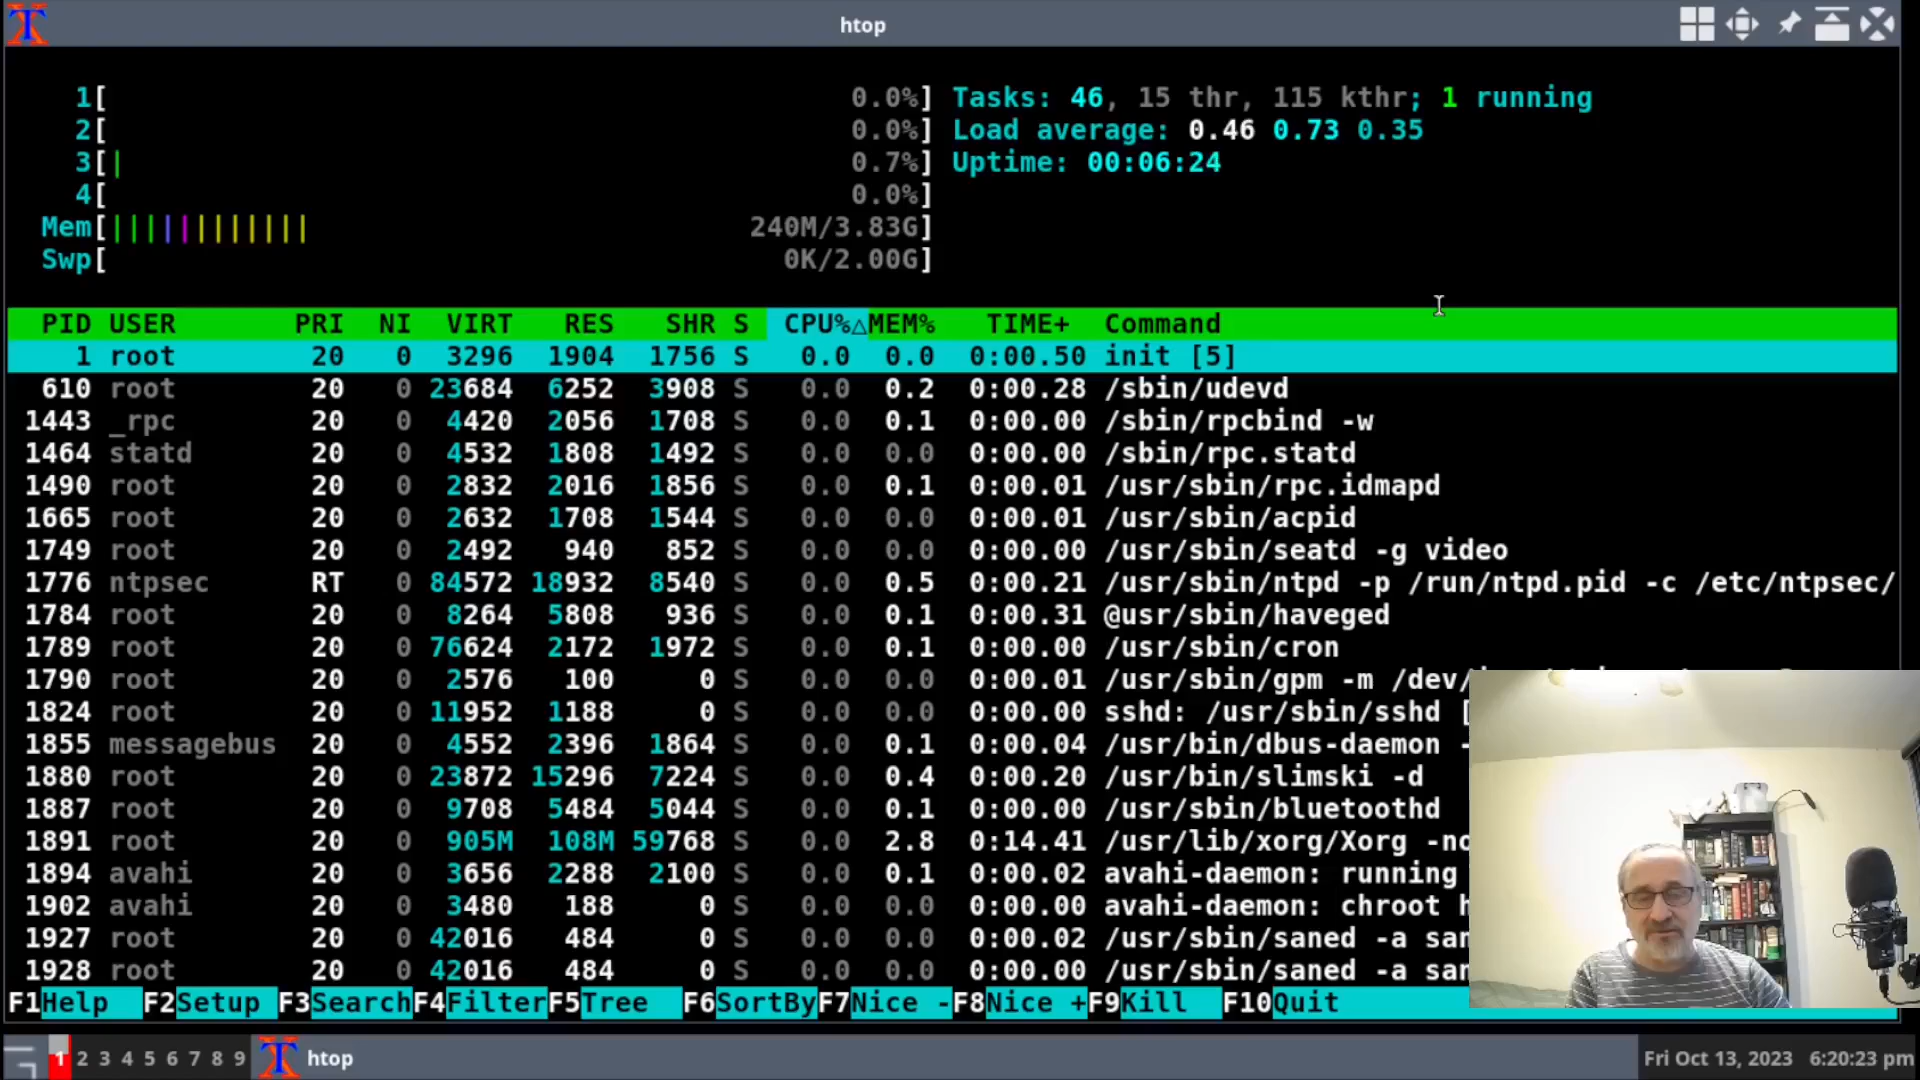 htop
1[ 0.0%] Tasks: 46, 15 thr, 115 kthr; 1 running
2[ 0.0%] Load average: 0.46 0.73 0.35
3[| 0.7%] Uptime: 00:06:24
4[ 0.0%]
Mem[|||||||||||| 240M/3.83G]
Swp[ 0K/2.00G]
PID USER PRI NI VIRT RES SHR S CPU%△MEM% TIME+ Command
1 root 20 0 3296 1904 1756 S 0.0 0.0 0:00.50 init [5]
610 root 20 0 23684 6252 3908 S 0.0 0.2 0:00.28 /sbin/udevd
1443 _rpc 20 0 4420 2056 1708 S 0.0 0.1 0:00.00 /sbin/rpcbind -w
1464 statd 20 0 4532 1808 1492 S 0.0 0.0 0:00.00 /sbin/rpc.statd
1490 root 20 0 2832 2016 1856 S 0.0 0.1 0:00.01 /usr/sbin/rpc.idmapd
1665 root 20 0 2632 1708 1544 S 0.0 0.0 0:00.01 /usr/sbin/acpid
1749 root 20 0 2492 940 852 S 0.0 0.0 0:00.00 /usr/sbin/seatd -g video
1776 ntpsec RT 0 84572 18932 8540 S 0.0 0.5 0:00.21 /usr/sbin/ntpd -p /run/ntpd.pid -c /etc/ntpsec/
1784 root 20 0 8264 5808 936 S 0.0 0.1 0:00.31 @usr/sbin/haveged
1789 root 20 0 76624 2172 1972 S 0.0 0.1 0:00.00 /usr/sbin/cron
1790 root 20 0 2576 100 0 S 0.0 0.0 0:00.01 /usr/sbin/gpm -m /dev/
1824 root 20 0 11952 1188 0 S 0.0 0.0 0:00.00 sshd: /usr/sbin/sshd [
1855 messagebus 20 0 4552 2396 1864 S 0.0 0.1 0:00.04 /usr/bin/dbus-daemon -
1880 root 20 0 23872 15296 7224 S 0.0 0.4 0:00.20 /usr/bin/slimski -d
1887 root 20 0 9708 5484 5044 S 0.0 0.1 0:00.00 /usr/sbin/bluetoothd
1891 root 20 0 905M 108M 59768 S 0.0 2.8 0:14.41 /usr/lib/xorg/Xorg -no
1894 avahi 20 0 3656 2288 2100 S 0.0 0.1 0:00.02 avahi-daemon: running
1902 avahi 20 0 3480 188 0 S 0.0 0.0 0:00.00 avahi-daemon: chroot h
1927 root 20 0 42016 484 0 S 0.0 0.0 0:00.02 /usr/sbin/saned -a san
1928 root 20 0 42016 484 0 S 0.0 0.0 0:00.00 /usr/sbin/saned -a san
F1Help F2Setup F3SearchF4FilterF5Tree F6SortByF7Nice -F8Nice +F9Kill F10Quit
1 2 3 4 5 6 7 8 9 htop Fri Oct 13, 2023 6:20:23 pm